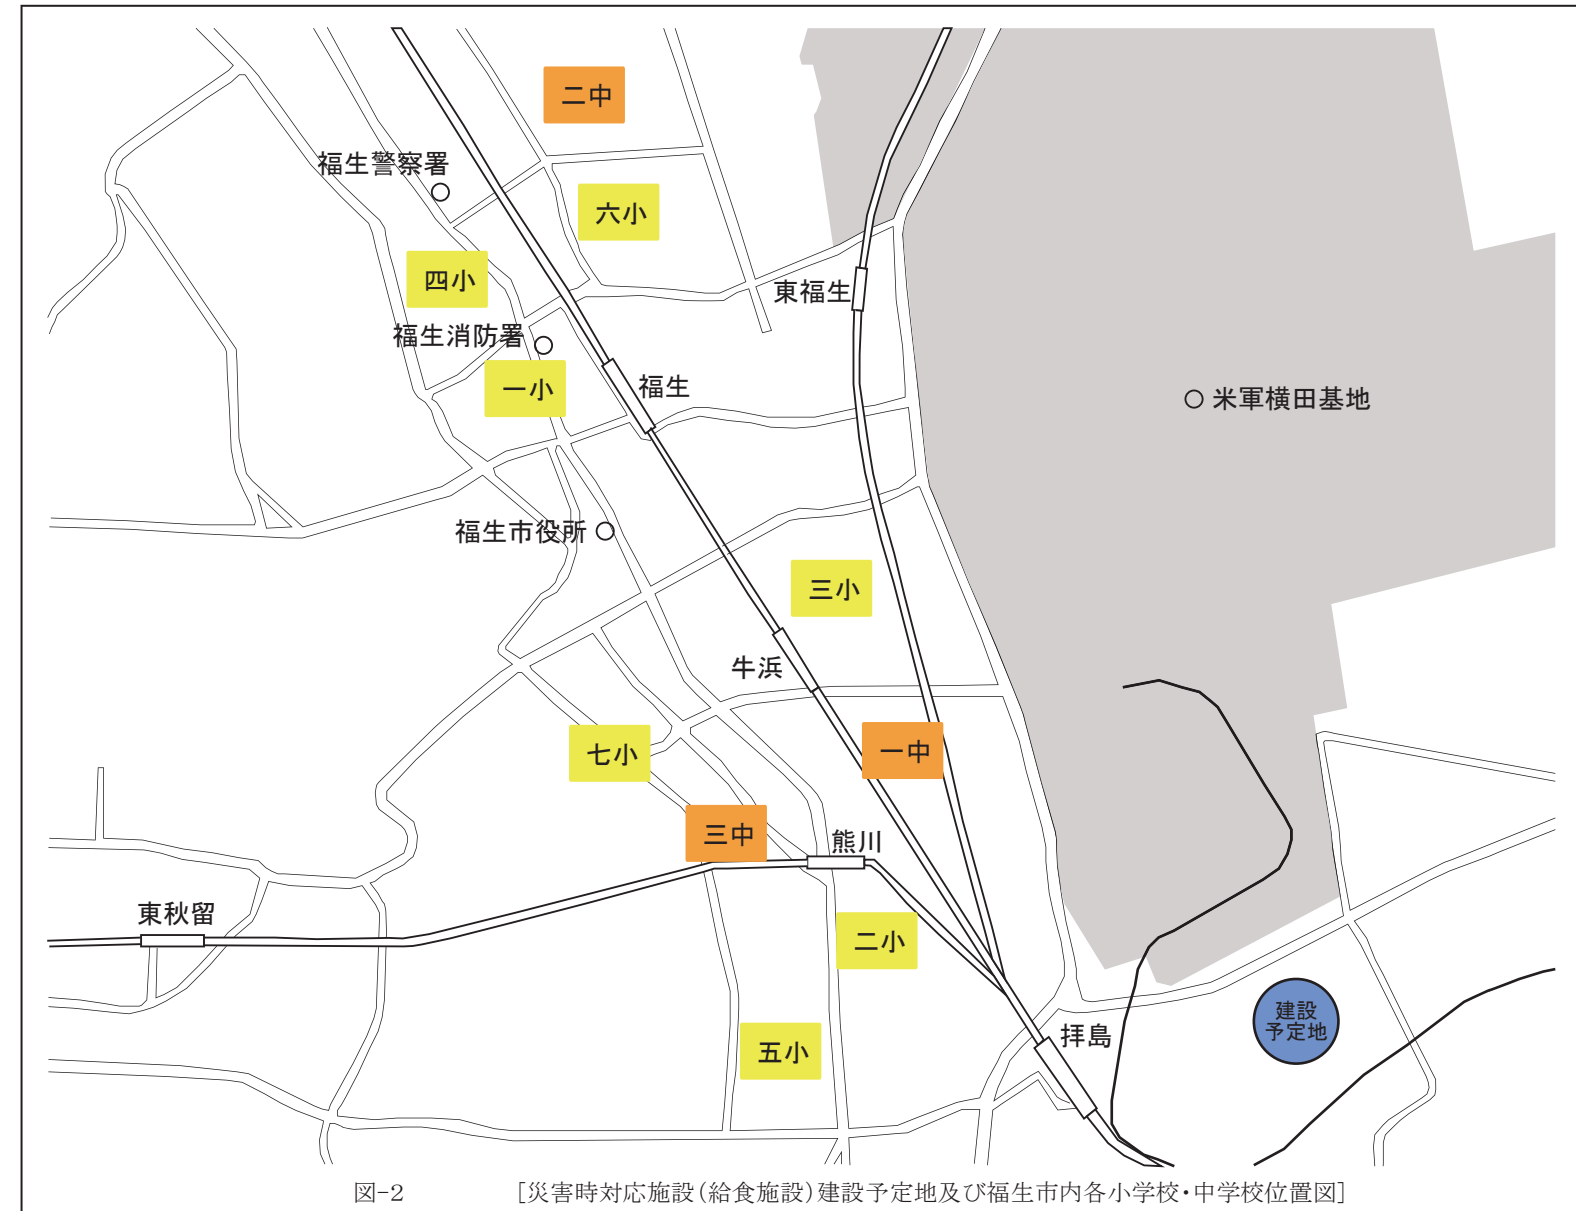 二中
福生警察署
六小
四小
東福生
福生消防署
一小
福生
米軍横田基地
福生市役所
三小
牛浜
七小
一中
三中
熊川
東秋留
二小
建設
予定地
拝島
五小
図-2 [災害時対応施設(給食施設)建設予定地及び福生市内各小学校・中学校位置図]